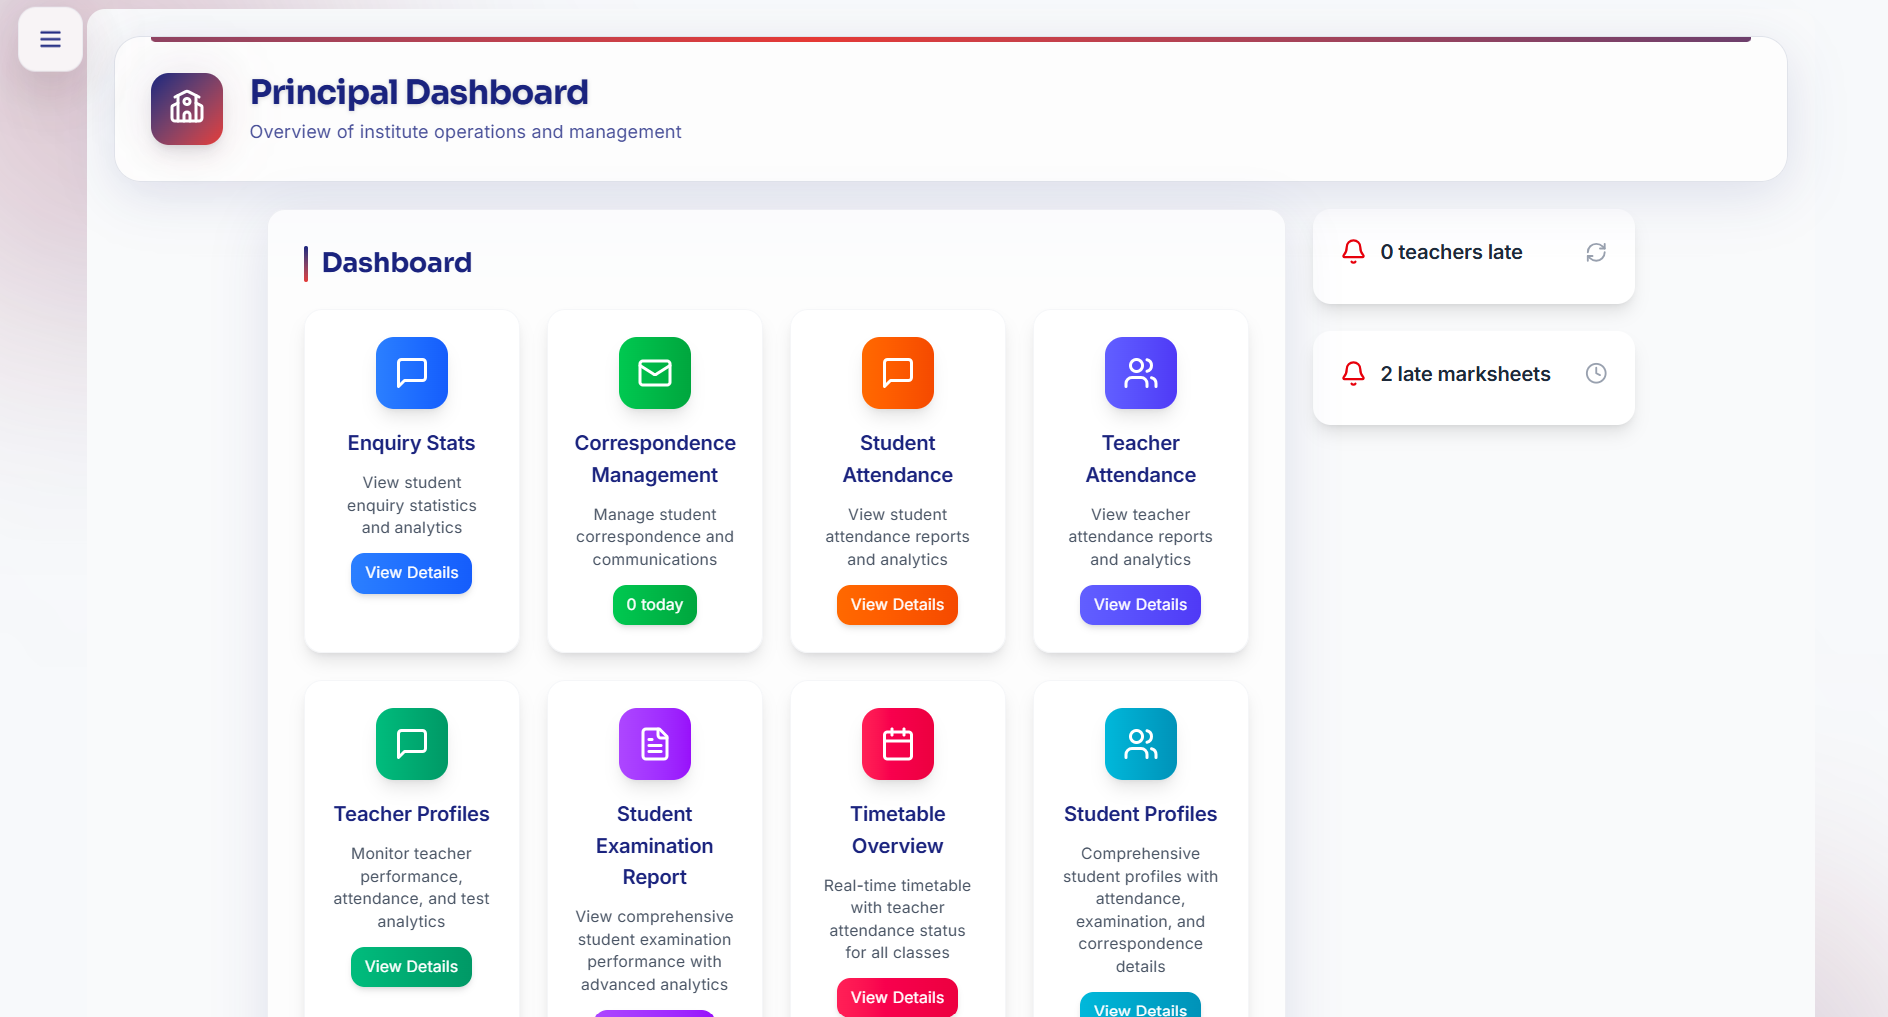 Principal Dashboard
Overview of institute operations and management
Dashboard
Enquiry Stats
View student
enquiry statistics
and analytics
View Details
Correspondence
Management
Manage student
correspondence and
communications
0 today
Student
Attendance
View student
attendance reports
and analytics
View Details
Teacher
Attendance
View teacher
attendance reports
and analytics
View Details
Teacher Profiles
Monitor teacher
performance,
attendance, and test
analytics
View Details
Student
Examination
Report
View comprehensive
student examination
performance with
advanced analytics
Timetable
Overview
Real-time timetable
with teacher
attendance status
for all classes
View Details
Student Profiles
Comprehensive
student profiles with
attendance,
examination, and
correspondence
details
View Details
0 teachers late
2 late marksheets